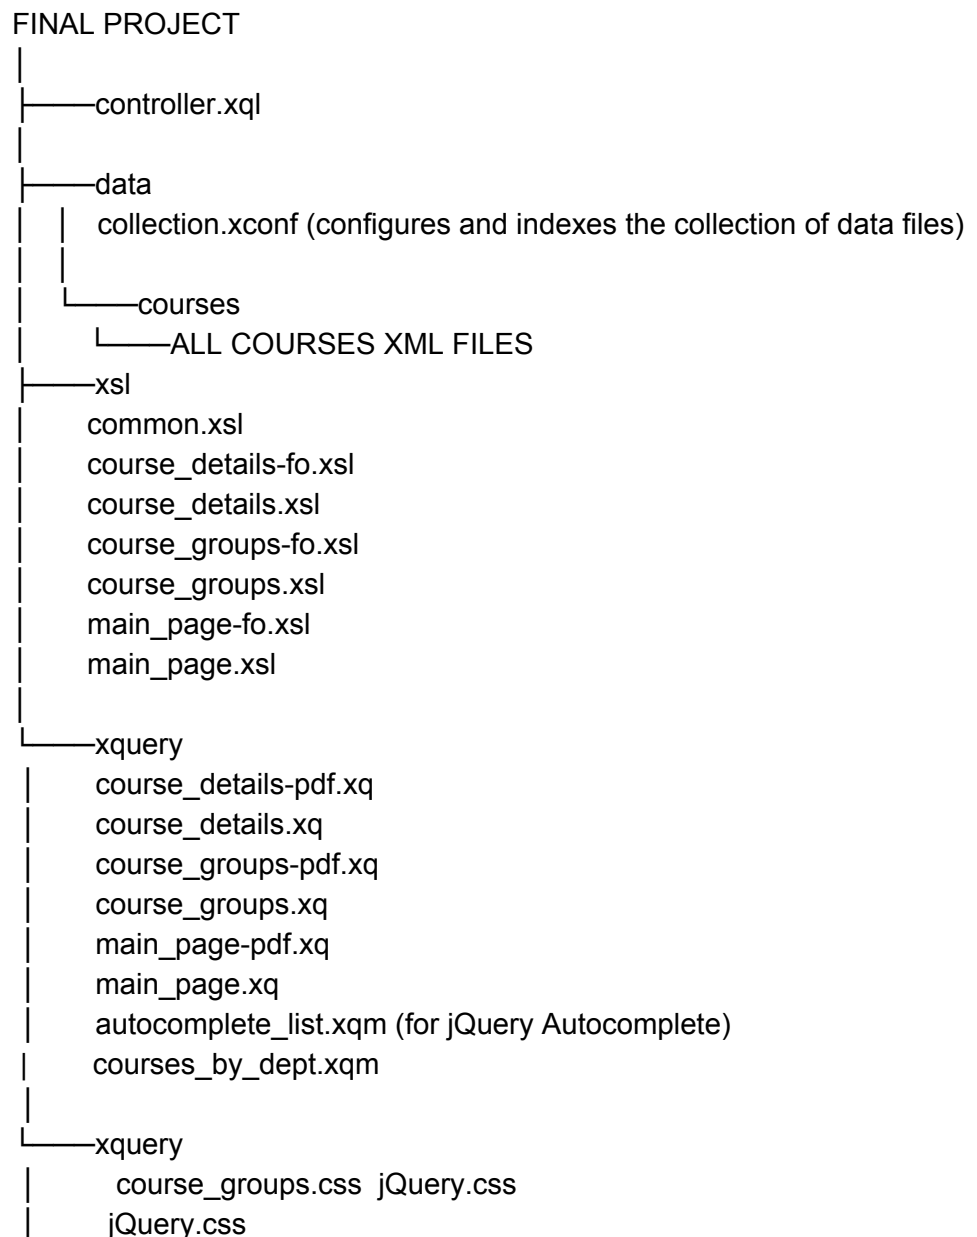 FINAL PROJECT
│
├────controller.xql
│
├────data
│ │ collection.xconf (configures and indexes the collection of data files)
│ │
│ └────courses
│ └────ALL COURSES XML FILES
├────xsl
│ common.xsl
│ course_details-fo.xsl
│ course_details.xsl
│ course_groups-fo.xsl
│ course_groups.xsl
│ main_page-fo.xsl
│ main_page.xsl
│
└────xquery
│ course_details-pdf.xq
│ course_details.xq
│ course_groups-pdf.xq
│ course_groups.xq
│ main_page-pdf.xq
│ main_page.xq
│ autocomplete_list.xqm (for jQuery Autocomplete)
| courses_by_dept.xqm
│
└────xquery
│ course_groups.css jQuery.css
│ jQuery.css